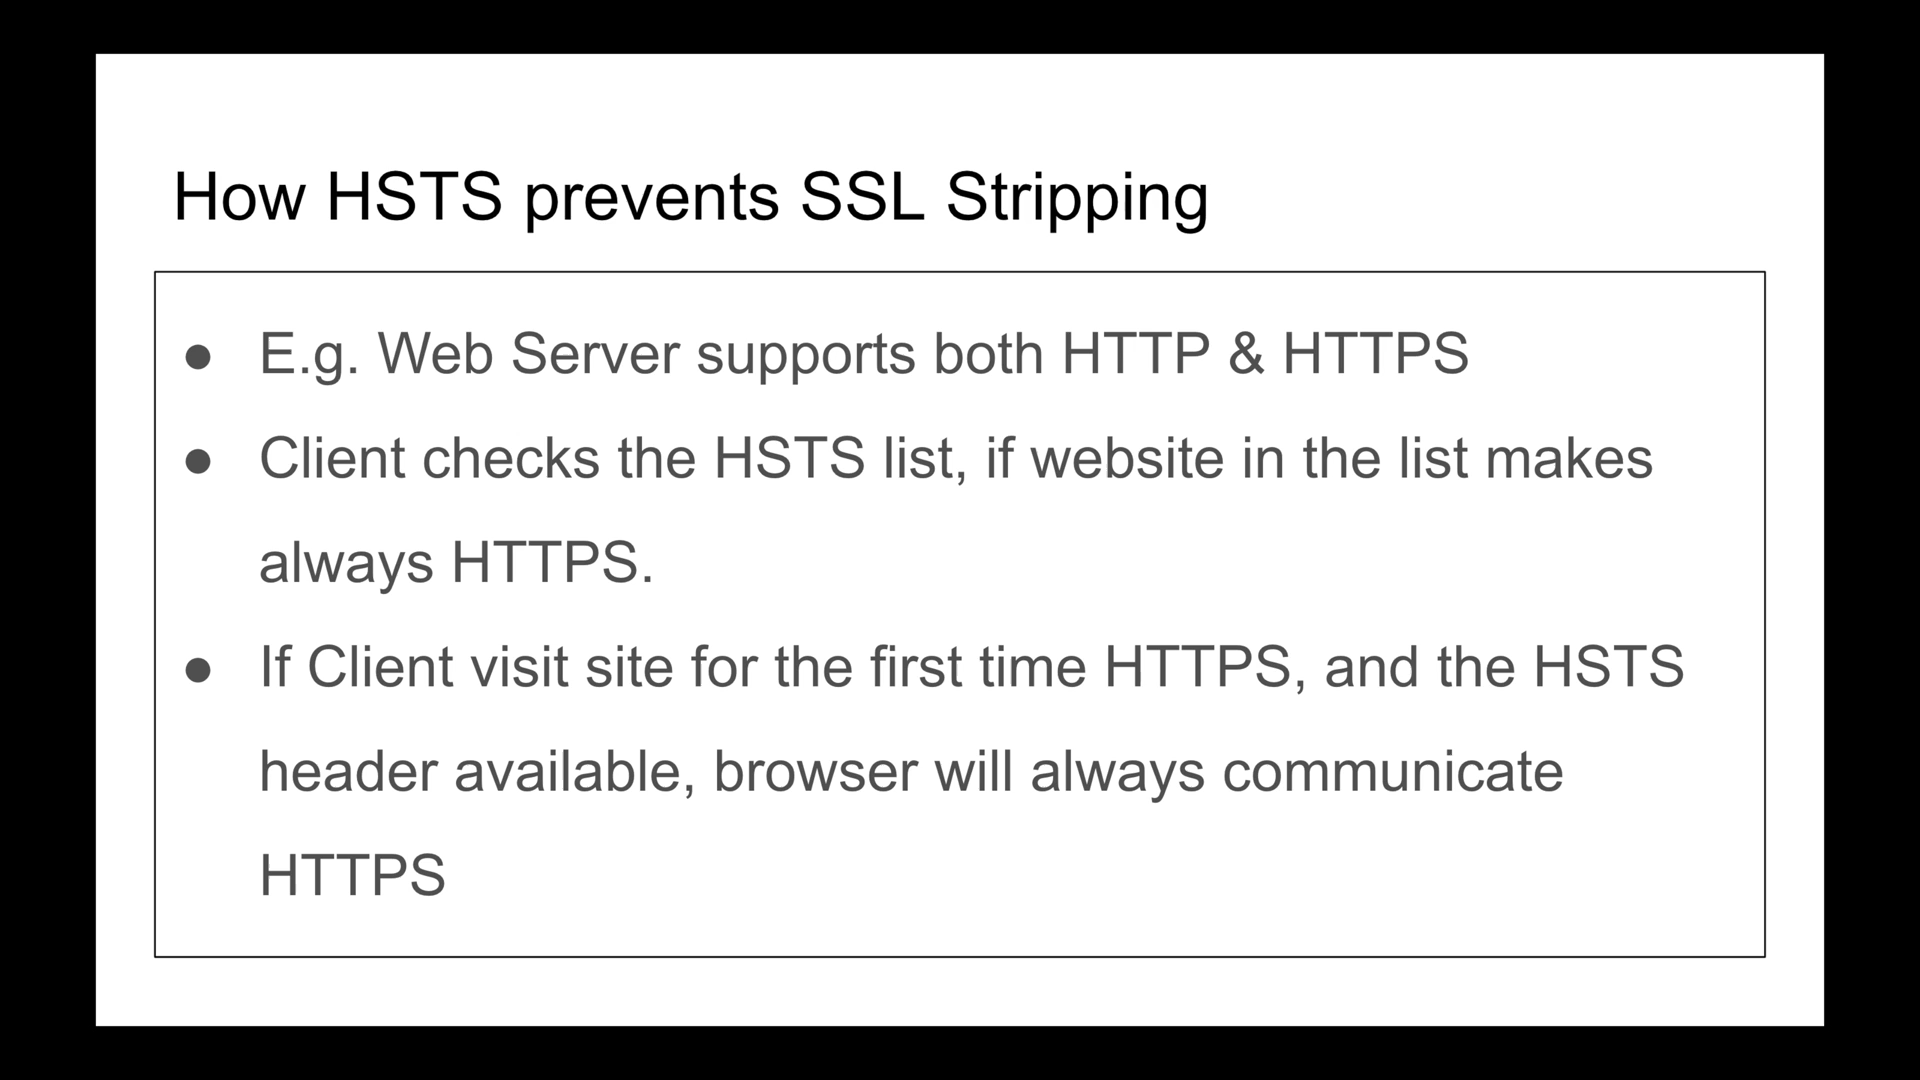 How HSTS prevents SSL Stripping
● E.g. Web Server supports both HTTP & HTTPS
● Client checks the HSTS list, if website in the list makes
always HTTPS.
● If Client visit site for the first time HTTPS, and the HSTS
header available, browser will always communicate
HTTPS